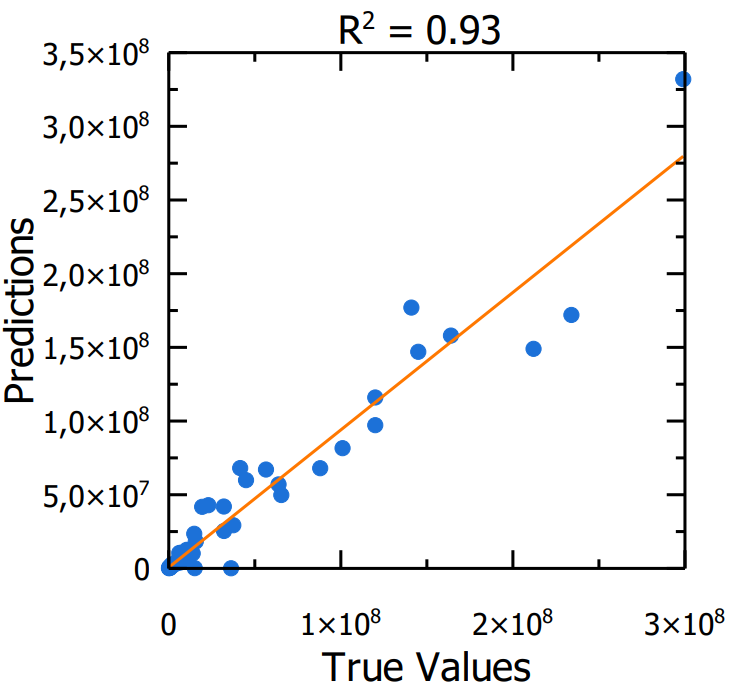 R² = 0.93
3,5×10⁸
3,0×10⁸
2,5×10⁸
2,0×10⁸
1,5×10⁸
1,0×10⁸
5,0×10⁷
0
Predictions
0 1×10⁸ 2×10⁸ 3×10⁸
True Values